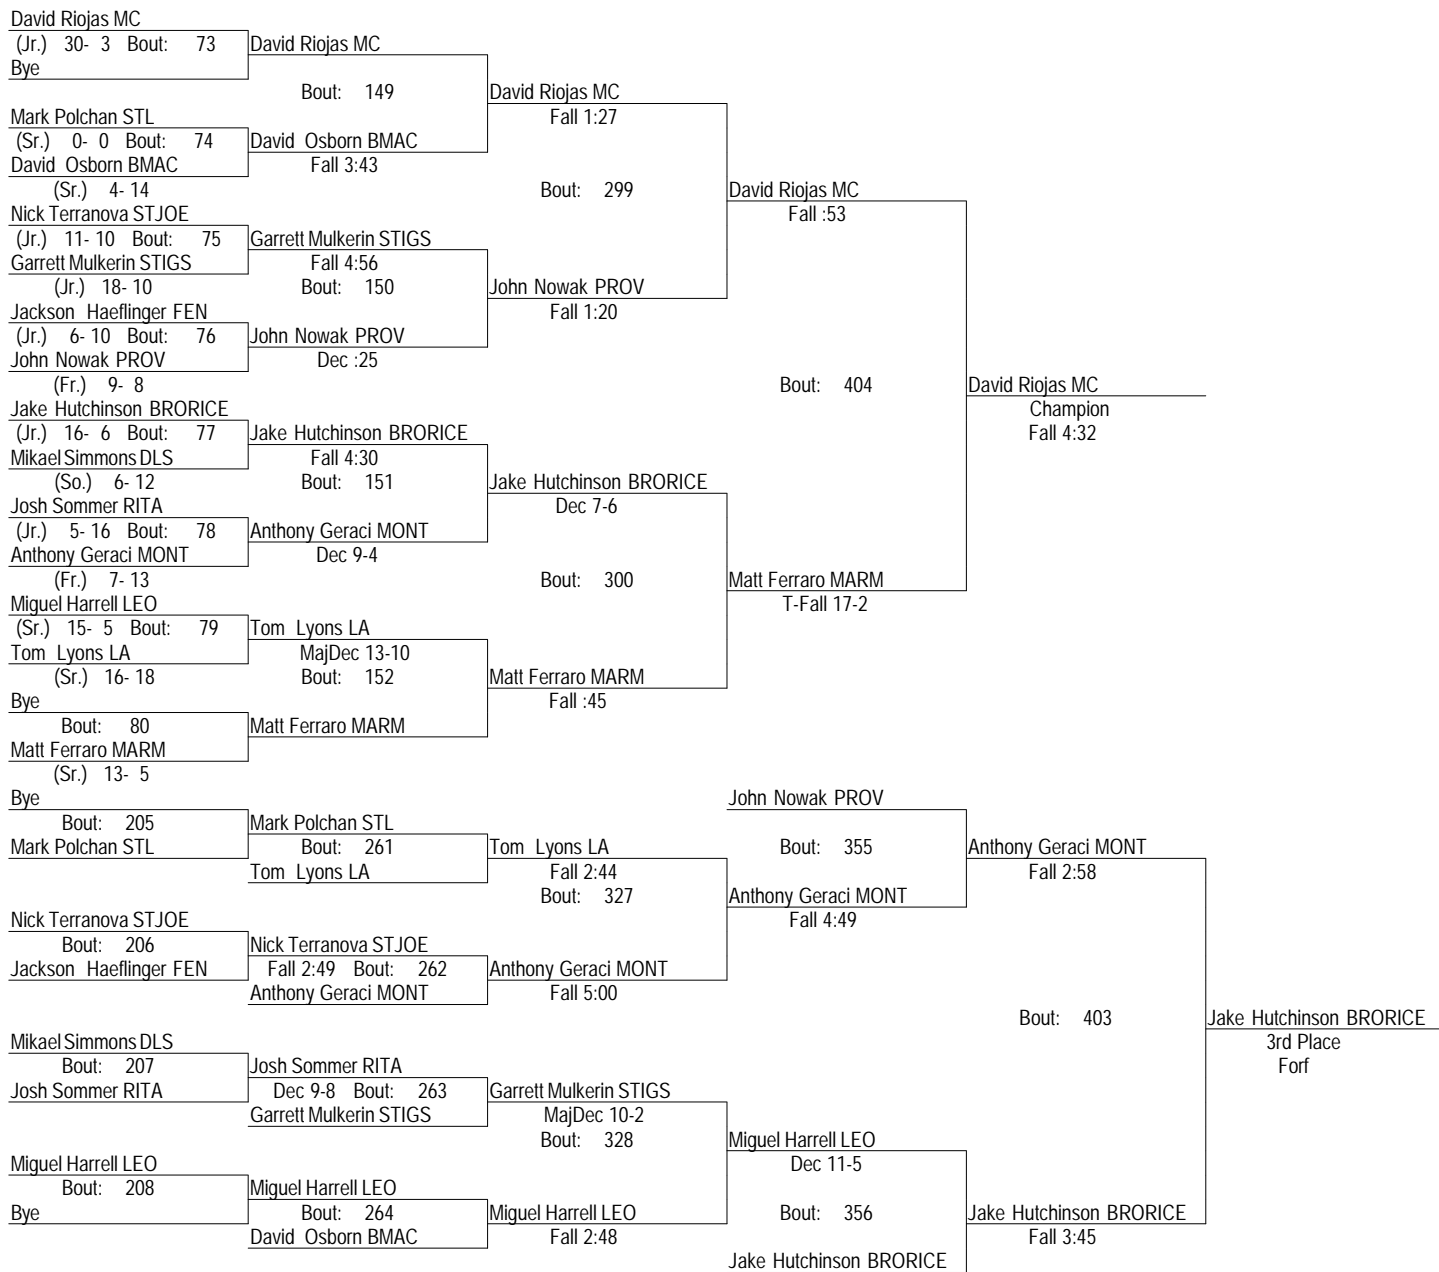 David Riojas MC
(Jr.) 30- 3 Bout: 73 David Riojas MC
Bye
Bout: 149 David Riojas MC
Mark Polchan STL Fall 1:27
(Sr.) 0- 0 Bout: 74 David Osborn BMAC
David Osborn BMAC Fall 3:43
(Sr.) 4- 14 Bout: 299 David Riojas MC
Nick Terranova STJOE Fall :53
(Jr.) 11- 10 Bout: 75 Garrett Mulkerin STIGS
Garrett Mulkerin STIGS Fall 4:56
(Jr.) 18- 10 Bout: 150 John Nowak PROV
Jackson Haeflinger FEN Fall 1:20
(Jr.) 6- 10 Bout: 76 John Nowak PROV
John Nowak PROV Dec :25
(Fr.) 9- 8 Bout: 404 David Riojas MC
Jake Hutchinson BRORICE Champion
(Jr.) 16- 6 Bout: 77 Jake Hutchinson BRORICE Fall 4:32
Mikael Simmons DLS Fall 4:30
(So.) 6- 12 Bout: 151 Jake Hutchinson BRORICE
Josh Sommer RITA Dec 7-6
(Jr.) 5- 16 Bout: 78 Anthony Geraci MONT
Anthony Geraci MONT Dec 9-4
(Fr.) 7- 13 Bout: 300 Matt Ferraro MARM
Miguel Harrell LEO T-Fall 17-2
(Sr.) 15- 5 Bout: 79 Tom Lyons LA
Tom Lyons LA MajDec 13-10
(Sr.) 16- 18 Bout: 152 Matt Ferraro MARM
Bye Fall :45
Bout: 80 Matt Ferraro MARM
Matt Ferraro MARM
(Sr.) 13- 5
Bye John Nowak PROV
Bout: 205 Mark Polchan STL
Mark Polchan STL Bout: 261 Tom Lyons LA Bout: 355 Anthony Geraci MONT
Tom Lyons LA Fall 2:44 Fall 2:58
Bout: 327 Anthony Geraci MONT
Nick Terranova STJOE Fall 4:49
Bout: 206 Nick Terranova STJOE
Jackson Haeflinger FEN Fall 2:49 Bout: 262 Anthony Geraci MONT
Anthony Geraci MONT Fall 5:00
Bout: 403 Jake Hutchinson BRORICE
Mikael Simmons DLS 3rd Place
Bout: 207 Josh Sommer RITA Forf
Josh Sommer RITA Dec 9-8 Bout: 263 Garrett Mulkerin STIGS
Garrett Mulkerin STIGS MajDec 10-2
Bout: 328 Miguel Harrell LEO
Miguel Harrell LEO Dec 11-5
Bout: 208 Miguel Harrell LEO
Bye Bout: 264 Miguel Harrell LEO Bout: 356 Jake Hutchinson BRORICE
David Osborn BMAC Fall 2:48 Fall 3:45
Jake Hutchinson BRORICE